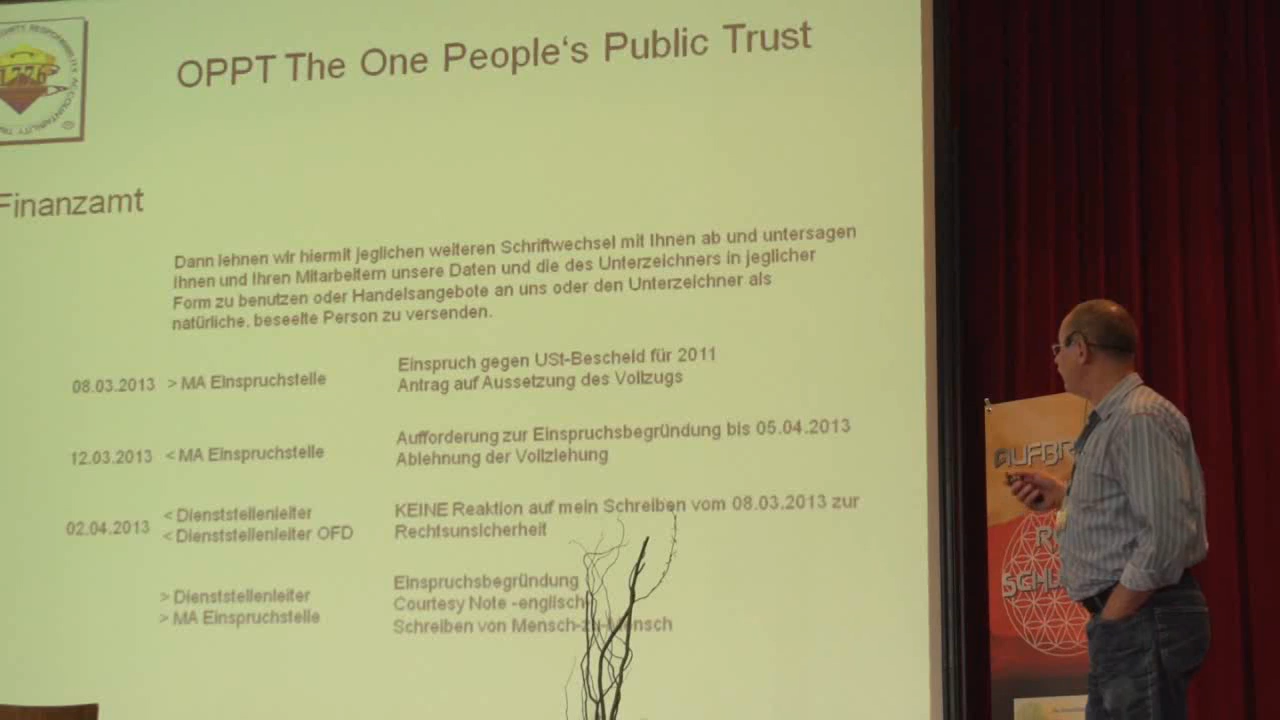 OPPT The One People's Public Trust
1776
Finanzamt
Dann lehnen wir hiermit jeglichen weiteren Schriftwechsel mit Ihnen ab und untersagen
Ihnen und Ihren Mitarbeitern unsere Daten und die des Unterzeichners in jeglicher
Form zu benutzen oder Handelsangebote an uns oder den Unterzeichner als
natürliche, beseelte Person zu versenden.
08.03.2013 > MA Einspruchstelle Einspruch gegen USt-Bescheid für 2011
Antrag auf Aussetzung des Vollzugs
12.03.2013 < MA Einspruchstelle Aufforderung zur Einspruchsbegründung bis 05.04.2013
Ablehnung der Vollziehung
02.04.2013 < Dienststellenleiter KEINE Reaktion auf mein Schreiben vom 08.03.2013 zur
< Dienststellenleiter OFD Rechtsunsicherheit
> Dienststellenleiter Einspruchsbegründung
> MA Einspruchstelle Courtesy Note -englisch
Schreiben von Mensch-zu-Mensch